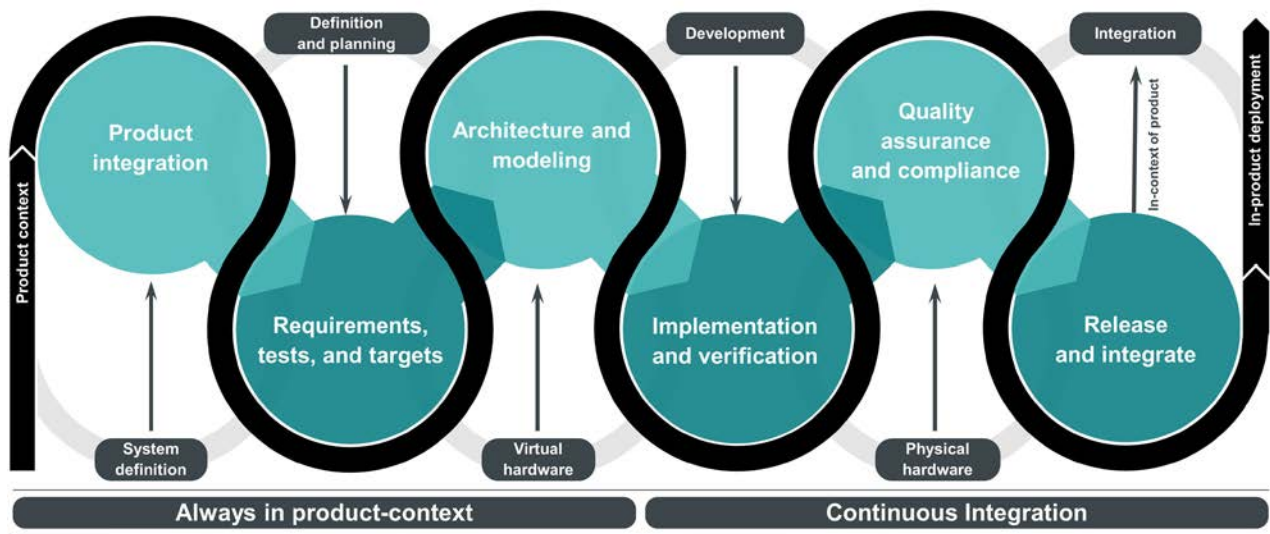 Definition
and planning
Development
Integration
Product context
Product
integration
Architecture and
modeling
Quality
assurance
and compliance
In-context of product
In-product deployment
Requirements,
tests, and targets
Implementation
and verification
Release
and integrate
System
definition
Virtual
hardware
Physical
hardware
Always in product-context
Continuous Integration